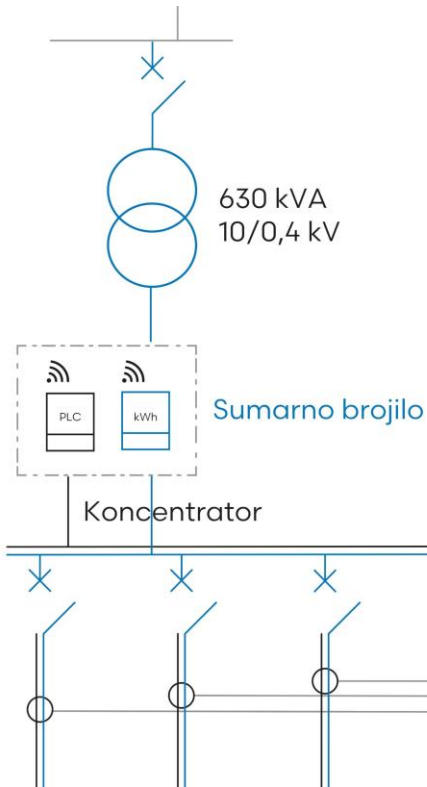 630 kVA
10/0,4 kV
PLC
kWh
Sumarno brojilo
Koncentrator